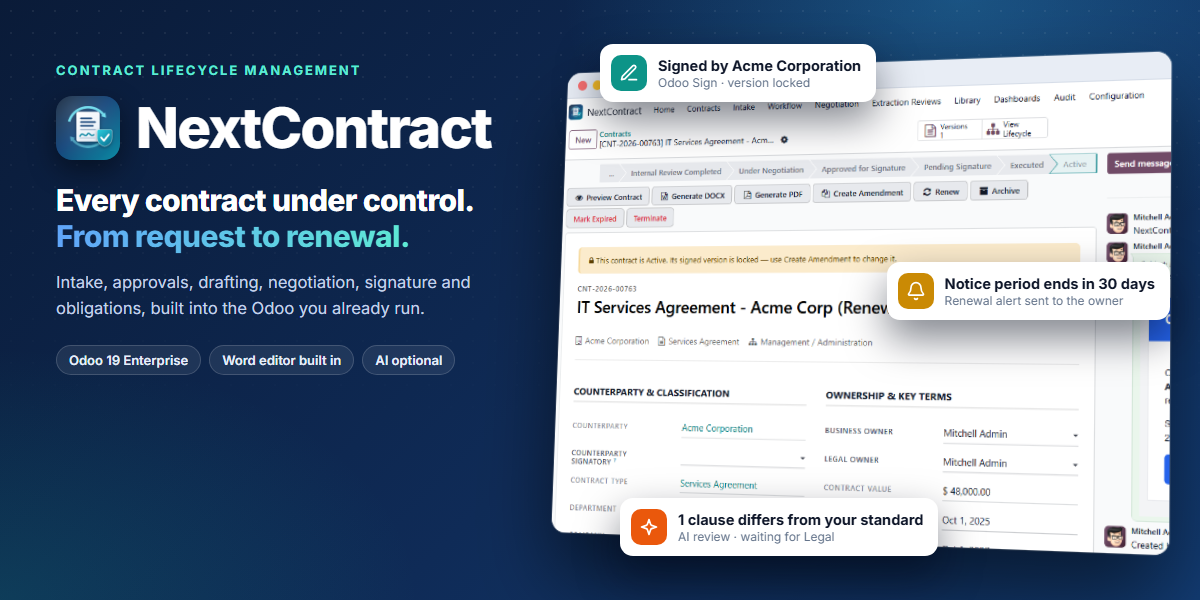 CONTRACT LIFECYCLE MANAGEMENT
NextContract
Every contract under control.
From request to renewal.
Intake, approvals, drafting, negotiation, signature and
obligations, built into the Odoo you already run.
Odoo 19 Enterprise
Word editor built in
AI optional
Signed by Acme Corporation
Odoo Sign · version locked
NextContract Home Contracts Intake Workflow Negotiation Extraction Reviews Library Dashboards Audit Configuration
New
Contracts
[CNT-2026-00763] IT Services Agreement - Acm...
Versions
1
View
Lifecycle
... Internal Review Completed Under Negotiation Approved for Signature Pending Signature Executed Active
Send message
Preview Contract Generate DOCX Generate PDF Create Amendment Renew Archive
Mark Expired Terminate
This contract is Active. Its signed version is locked — use Create Amendment to change it.
Mitchell A
NextCont
Mitchell A
Notice period ends in 30 days
Renewal alert sent to the owner
CNT-2026-00763
IT Services Agreement - Acme Corp (Renew
Acme Corporation Services Agreement Management / Administration
COUNTERPARTY & CLASSIFICATION
COUNTERPARTY Acme Corporation
COUNTERPARTY
SIGNATORY ?
CONTRACT TYPE Services Agreement
DEPARTMENT
OWNERSHIP & KEY TERMS
BUSINESS OWNER Mitchell Admin
LEGAL OWNER Mitchell Admin
CONTRACT VALUE $ 48,000.00
Oct 1, 2025
1 clause differs from your standard
AI review · waiting for Legal
Mitchell A
Created